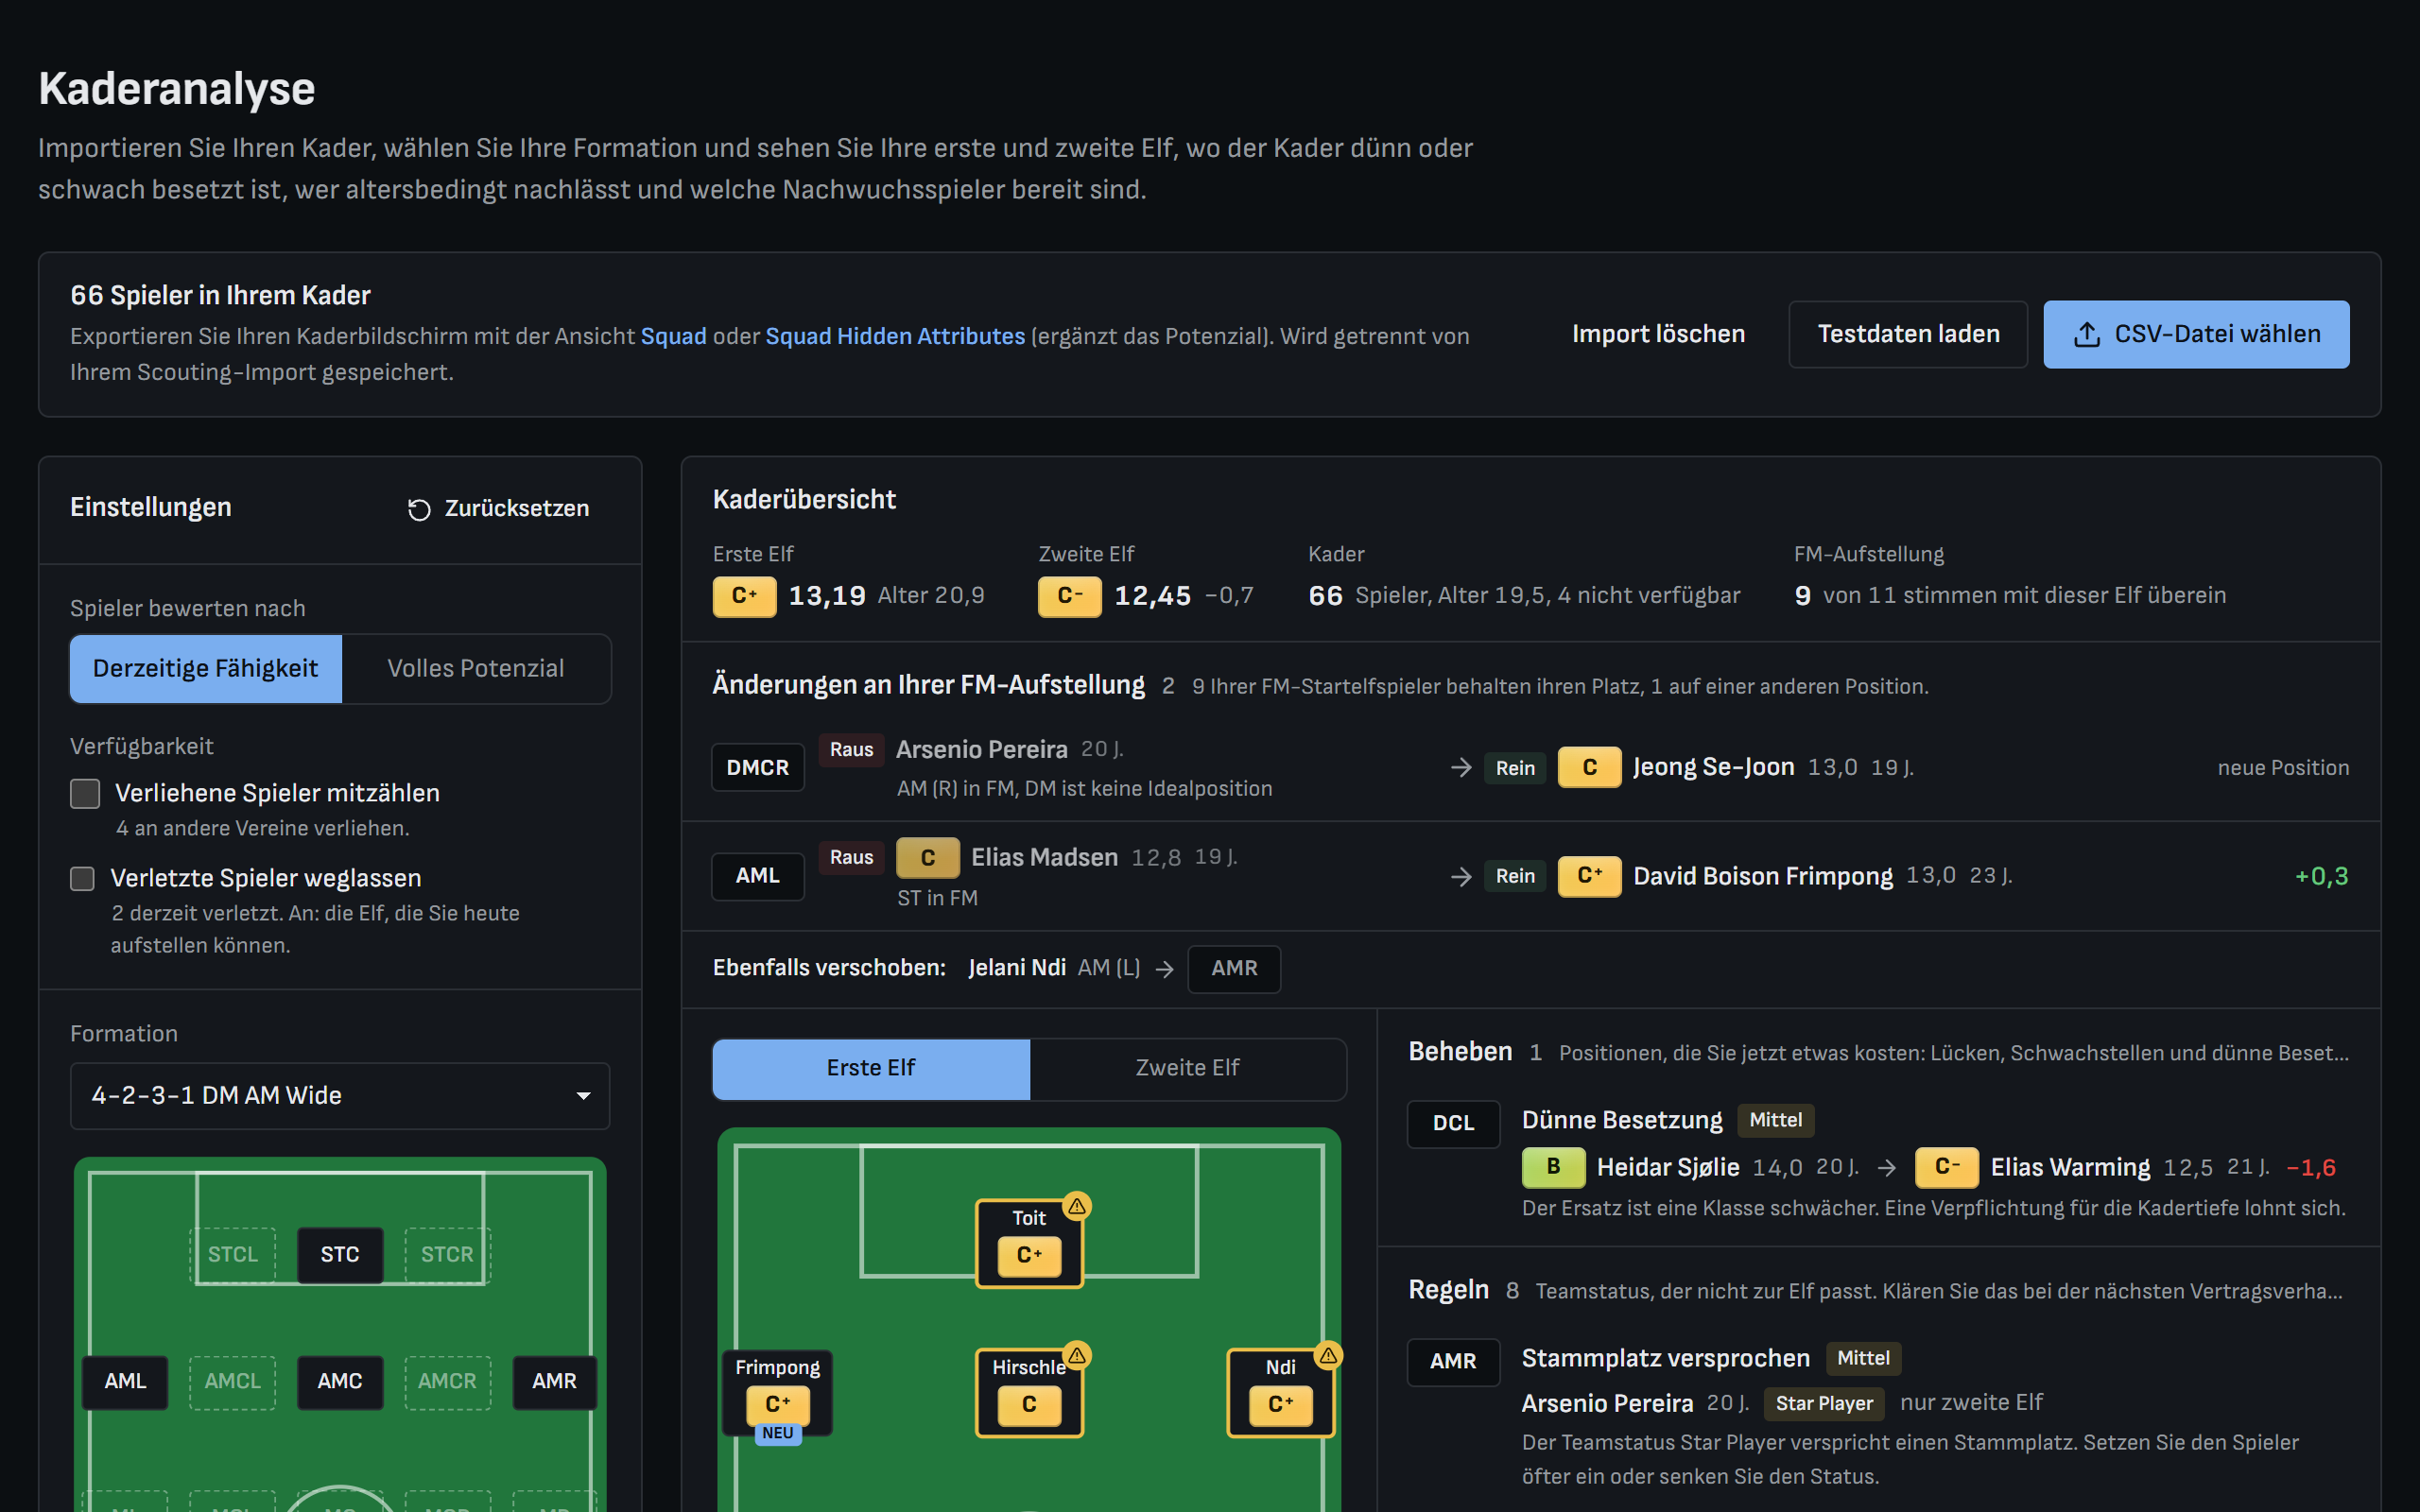 Kaderanalyse
Importieren Sie Ihren Kader, wählen Sie Ihre Formation und sehen Sie Ihre erste und zweite Elf, wo der Kader dünn oder
schwach besetzt ist, wer altersbedingt nachlässt und welche Nachwuchsspieler bereit sind.
66 Spieler in Ihrem Kader
Exportieren Sie Ihren Kaderbildschirm mit der Ansicht Squad oder Squad Hidden Attributes (ergänzt das Potenzial). Wird getrennt von
Ihrem Scouting-Import gespeichert.
Import löschen
Testdaten laden
CSV-Datei wählen
Einstellungen
Zurücksetzen
Spieler bewerten nach
Derzeitige Fähigkeit
Volles Potenzial
Verfügbarkeit
Verliehene Spieler mitzählen
4 an andere Vereine verliehen.
Verletzte Spieler weglassen
2 derzeit verletzt. An: die Elf, die Sie heute
aufstellen können.
Formation
4-2-3-1 DM AM Wide
STCL STC STCR
AML AMCL AMC AMCR AMR
Kaderübersicht
Erste Elf
C+ 13,19 Alter 20,9
Zweite Elf
C- 12,45 −0,7
Kader
66 Spieler, Alter 19,5, 4 nicht verfügbar
FM-Aufstellung
9 von 11 stimmen mit dieser Elf überein
Änderungen an Ihrer FM-Aufstellung 2 9 Ihrer FM-Startelfspieler behalten ihren Platz, 1 auf einer anderen Position.
DMCR Raus Arsenio Pereira 20 J.
AM (R) in FM, DM ist keine Idealposition
→ Rein C Jeong Se-Joon 13,0 19 J. neue Position
AML Raus C Elias Madsen 12,8 19 J.
ST in FM
→ Rein C+ David Boison Frimpong 13,0 23 J. +0,3
Ebenfalls verschoben: Jelani Ndi AM (L) → AMR
Erste Elf
Zweite Elf
Toit
C+
Frimpong
C+
NEU
Hirschle
C
Ndi
C+
Beheben 1 Positionen, die Sie jetzt etwas kosten: Lücken, Schwachstellen und dünne Beset...
DCL Dünne Besetzung Mittel
B Heidar Sjølie 14,0 20 J. → C- Elias Warming 12,5 21 J. −1,6
Der Ersatz ist eine Klasse schwächer. Eine Verpflichtung für die Kadertiefe lohnt sich.
Regeln 8 Teamstatus, der nicht zur Elf passt. Klären Sie das bei der nächsten Vertragsverha...
AMR Stammplatz versprochen Mittel
Arsenio Pereira 20 J. Star Player nur zweite Elf
Der Teamstatus Star Player verspricht einen Stammplatz. Setzen Sie den Spieler
öfter ein oder senken Sie den Status.